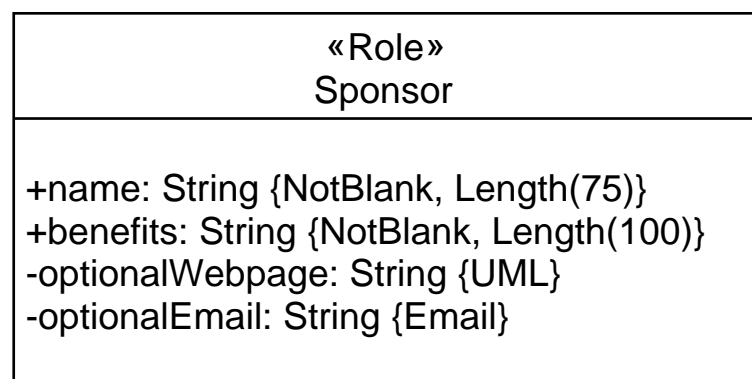 «Role»
Sponsor
+name: String {NotBlank, Length(75)}
+benefits: String {NotBlank, Length(100)}
-optionalWebpage: String {UML}
-optionalEmail: String {Email}